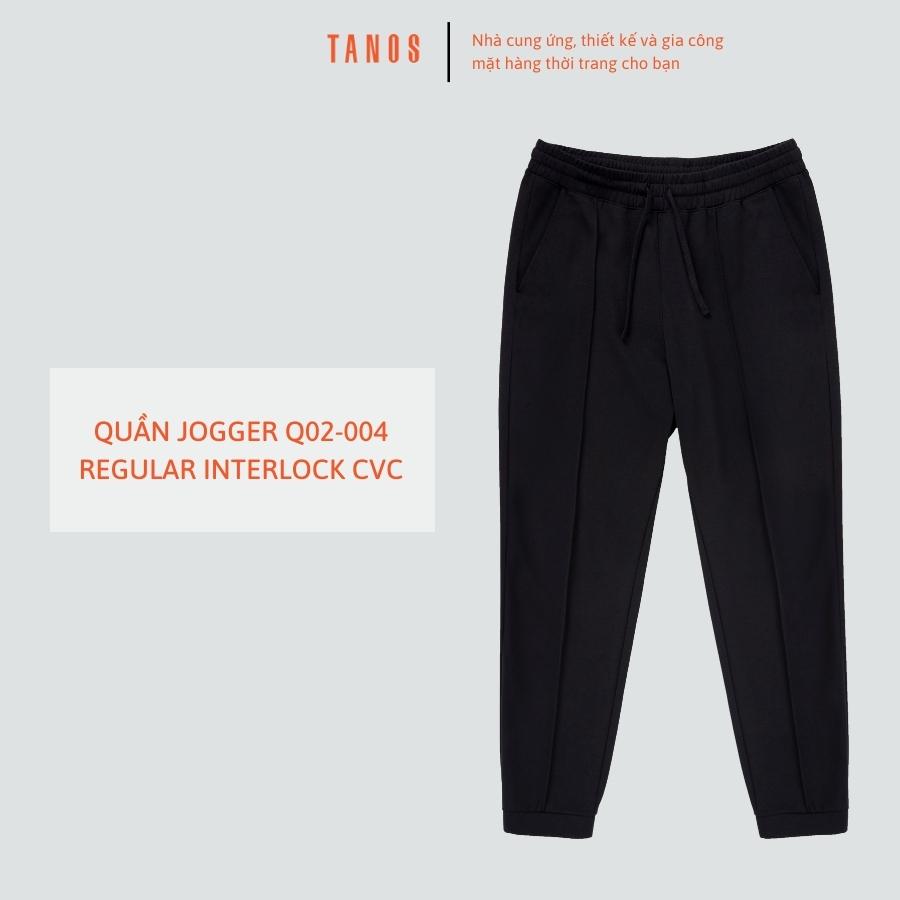 TANOS
Nhà cung ứng, thiết kế và gia công
mặt hàng thời trang cho bạn
QUẦN JOGGER Q02-004
REGULAR INTERLOCK CVC